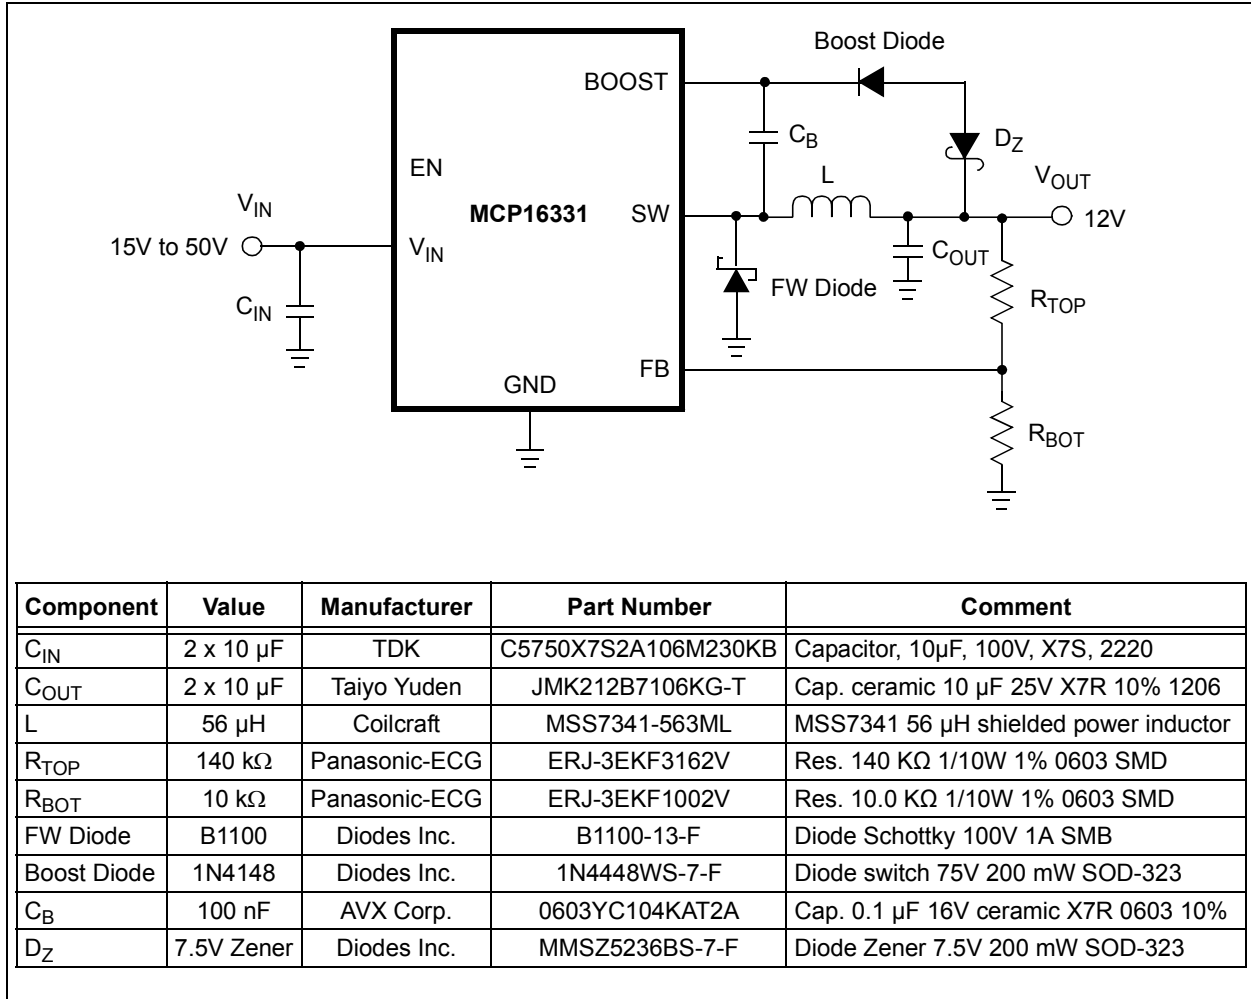 Boost Diode
BOOST
C_B
D_Z
EN
L
V_OUT
V_IN
MCP16331
SW
12V
15V to 50V
V_IN
C_OUT
FW Diode
R_TOP
C_IN
FB
GND
R_BOT
Component Value Manufacturer Part Number Comment
C_IN 2 x 10 µF TDK C5750X7S2A106M230KB Capacitor, 10µF, 100V, X7S, 2220
C_OUT 2 x 10 µF Taiyo Yuden JMK212B7106KG-T Cap. ceramic 10 µF 25V X7R 10% 1206
L 56 µH Coilcraft MSS7341-563ML MSS7341 56 µH shielded power inductor
R_TOP 140 kΩ Panasonic-ECG ERJ-3EKF3162V Res. 140 KΩ 1/10W 1% 0603 SMD
R_BOT 10 kΩ Panasonic-ECG ERJ-3EKF1002V Res. 10.0 KΩ 1/10W 1% 0603 SMD
FW Diode B1100 Diodes Inc. B1100-13-F Diode Schottky 100V 1A SMB
Boost Diode 1N4148 Diodes Inc. 1N4448WS-7-F Diode switch 75V 200 mW SOD-323
C_B 100 nF AVX Corp. 0603YC104KAT2A Cap. 0.1 µF 16V ceramic X7R 0603 10%
D_Z 7.5V Zener Diodes Inc. MMSZ5236BS-7-F Diode Zener 7.5V 200 mW SOD-323